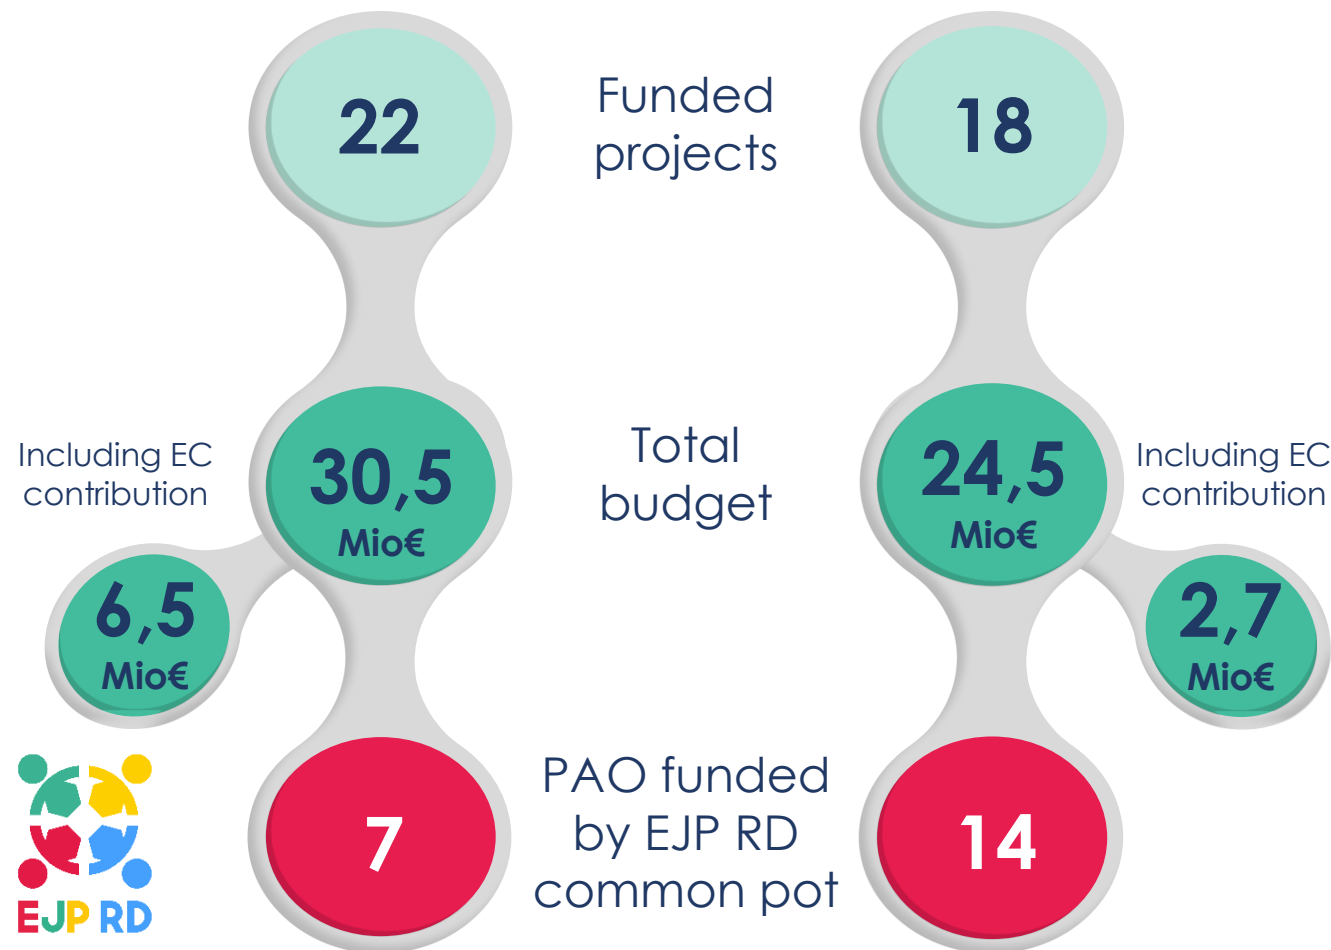 22
Funded
projects
18
Including EC
contribution
30,5
Mio€
Total
budget
24,5
Mio€
Including EC
contribution
6,5
Mio€
2,7
Mio€
7
PAO funded
by EJP RD
common pot
14
EJP RD